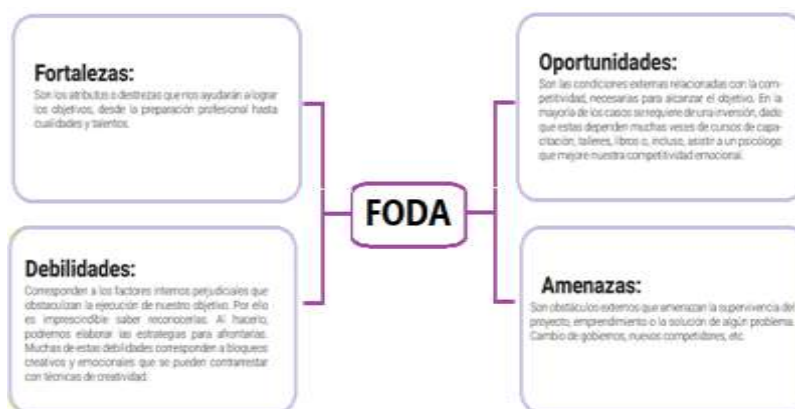 Fortalezas:
Son los atributos o destrezas que nos ayudarán a lograr
los objetivos, desde la preparación profesional hasta
cualidades y talentos.
Debilidades:
Corresponden a los factores internos perjudiciales que
obstaculizan la ejecución de nuestro objetivo. Por ello
es imprescindible saber reconocerlas. Al hacerlo,
podremos elaborar las estrategias para afrontarlas.
Muchas de estas debilidades corresponden a bloqueos
creativos y emocionales que se pueden contrarrestar
con técnicas de creatividad.
FODA
Oportunidades:
Son las condiciones externas relacionadas con la com-
petitividad, necesarias para alcanzar el objetivo. En la
mayoría de los casos se requiere de una inversión, dado
que estas dependen muchas veces de cursos de capa-
citación, talleres, libros o, incluso, asistir a un psicólogo
que mejore nuestra competitividad emocional.
Amenazas:
Son obstáculos externos que amenazan la supervivencia del
proyecto, emprendimiento o la solución de algún problema.
Cambio de gobiernos, nuevos competidores, etc.